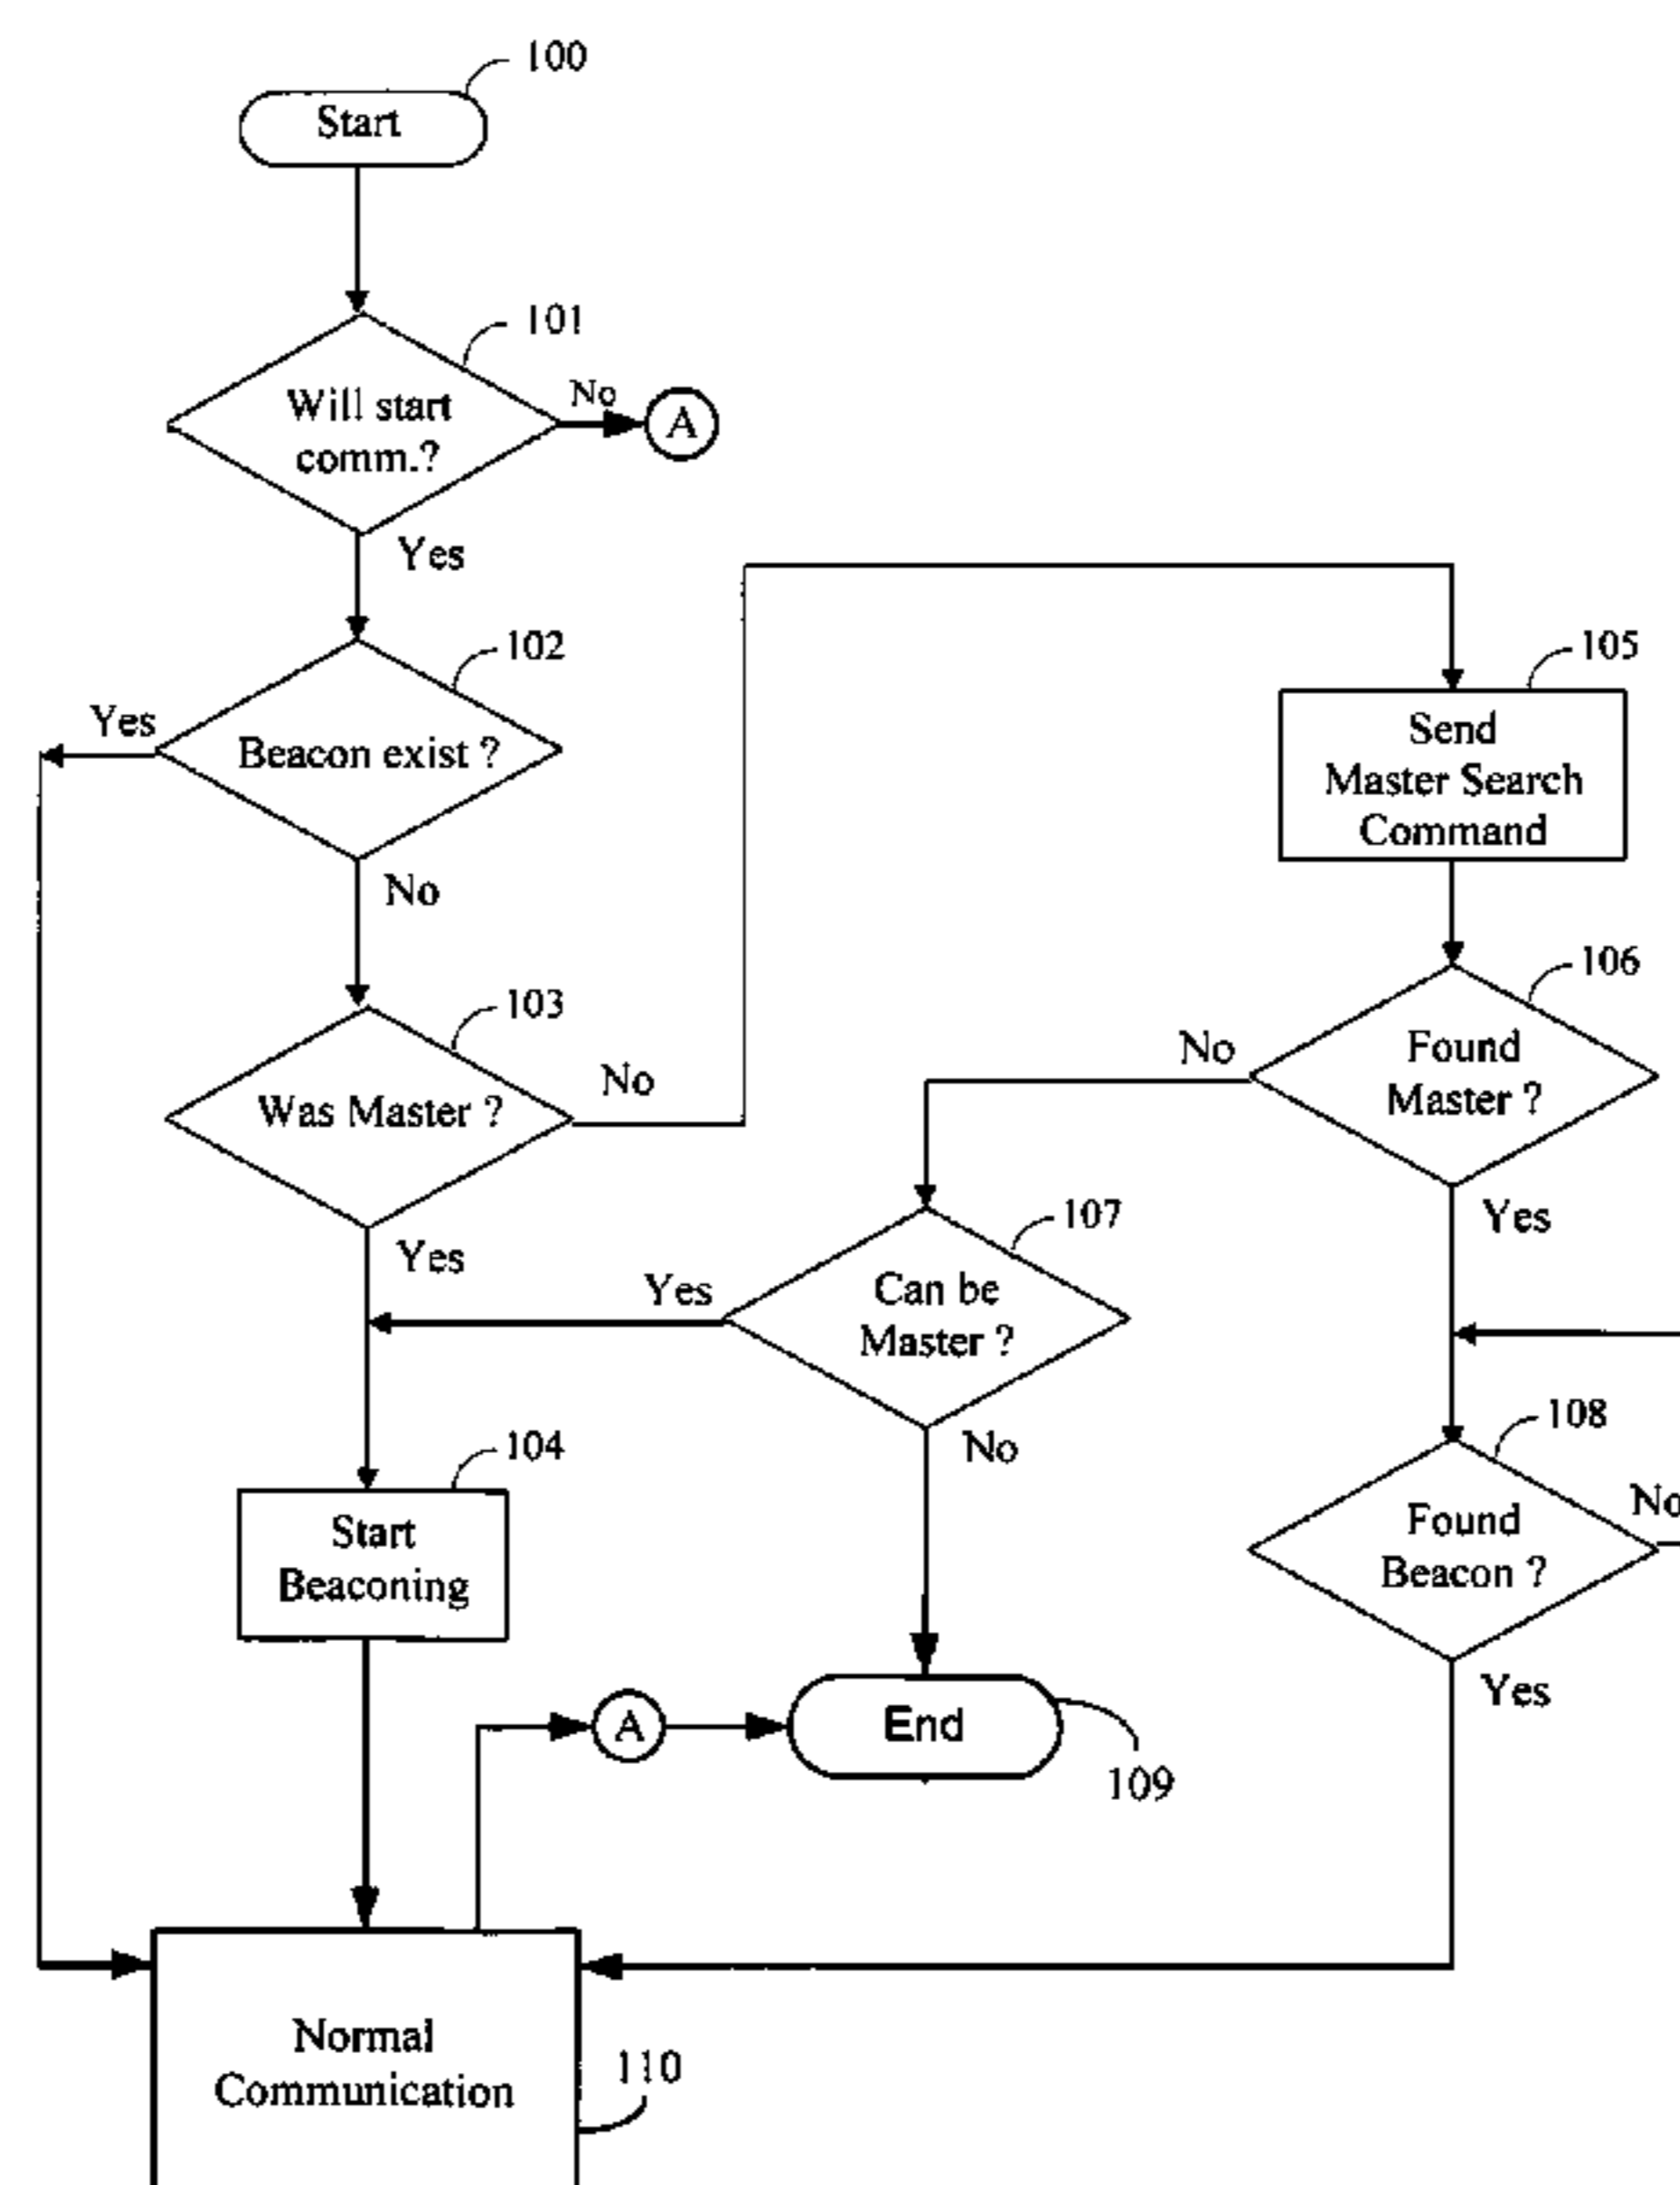 100
Start
101
Will start
comm.?
No
A
Yes
102
Yes
Beacon exist ?
No
105
Send
Master Search
Command
103
Was Master ?
No
Yes
106
Found
Master ?
No
Yes
107
Can be
Master ?
Yes
No
104
Start
Beaconing
108
Found
Beacon ?
No
Yes
A
End
109
Normal
Communication
110